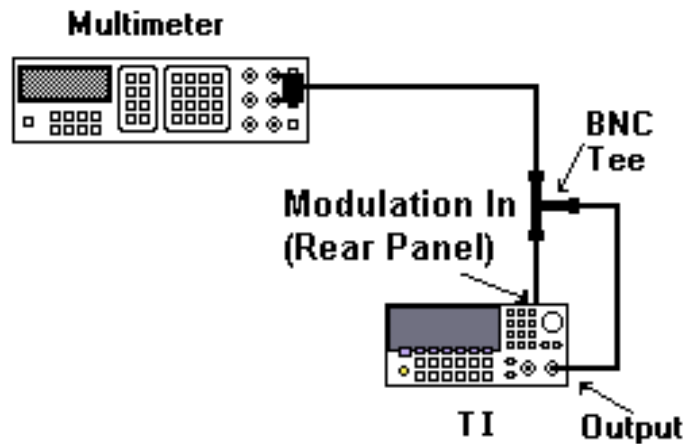 Multimeter
BNC
Tee
Modulation In
(Rear Panel)
TI
Output